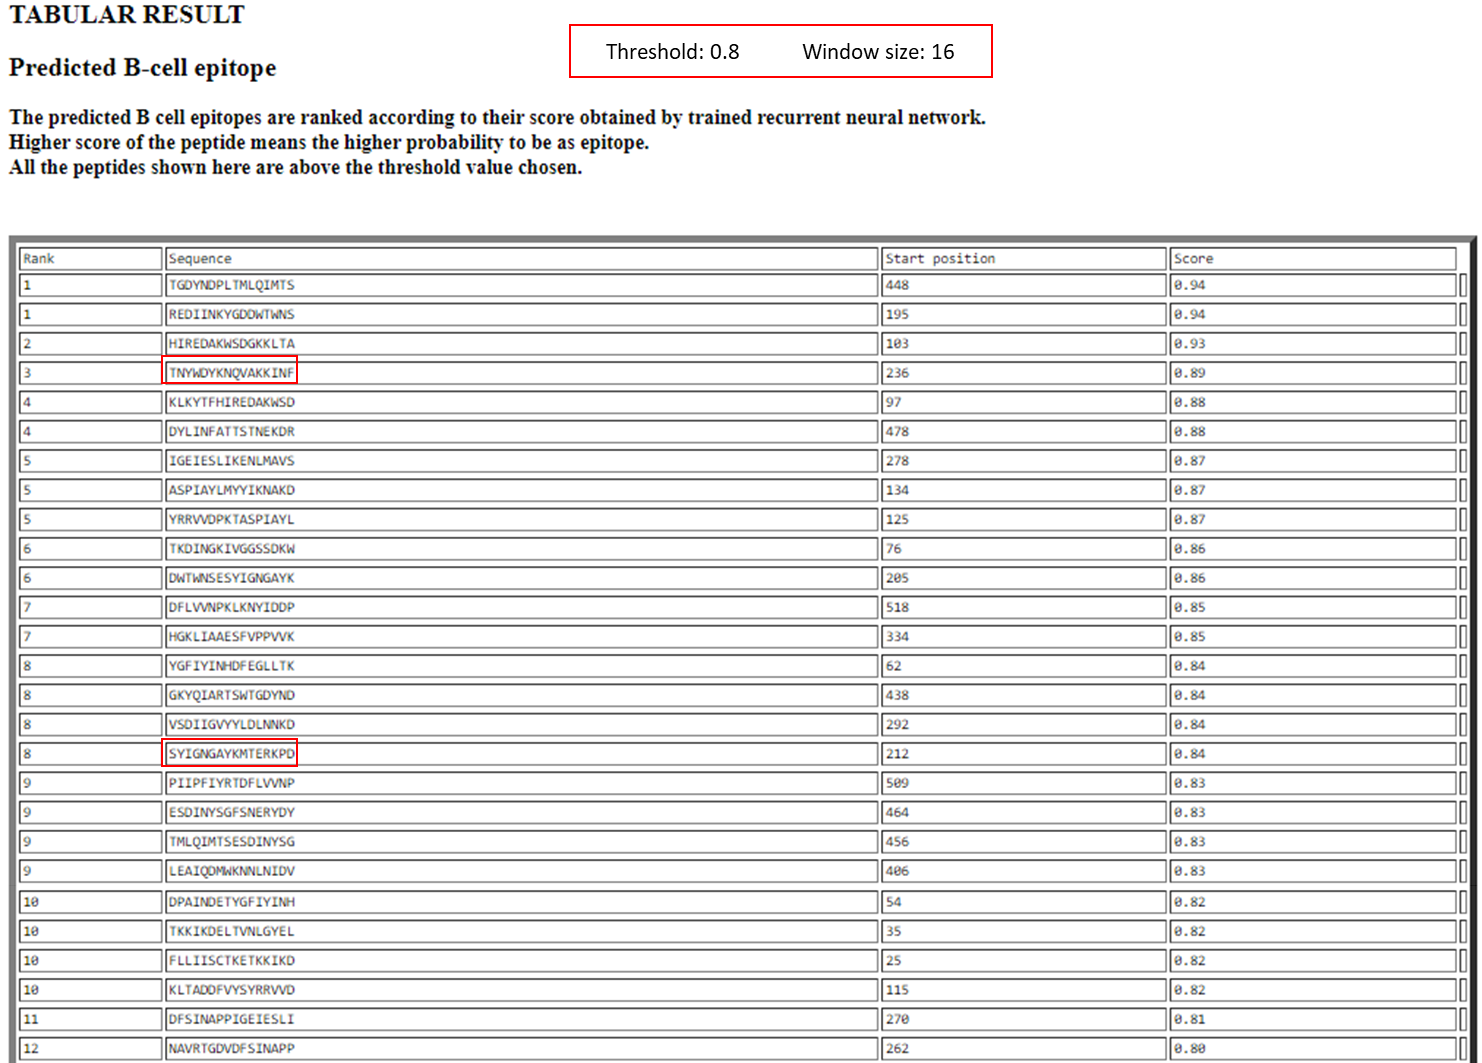 TABULAR RESULT
Threshold: 0.8 Window size: 16
Predicted B-cell epitope
The predicted B cell epitopes are ranked according to their score obtained by trained recurrent neural network.
Higher score of the peptide means the higher probability to be as epitope.
All the peptides shown here are above the threshold value chosen.
Rank Sequence Start position Score
1 TGDYNDPLTMLQIMTS 448 0.94
1 REDIINKYGDDWTWNS 195 0.94
2 HIREDAKWSDGKKLTA 103 0.93
3 TNYWDYKNQVAKKINF 236 0.89
4 KLKYTFHIREDAKWSD 97 0.88
4 DYLINFATTSTNEKDR 478 0.88
5 IGEIESLIKENLMAVS 278 0.87
5 ASPIAYLMYYIKNAKD 134 0.87
5 YRRVVDPKTASPIAYL 125 0.87
6 TKDINGKIVGGSSDKW 76 0.86
6 DWTWNSESYIGNGAYK 205 0.86
7 DFLVVNPKLKNYIDDP 518 0.85
7 HGKLIAAESFVPPVVK 334 0.85
8 YGFIYINHDFEGLLTK 62 0.84
8 GKYQIARTSWTGDYND 438 0.84
8 VSDIIGVYYLDLNNKD 292 0.84
8 SYIGNGAYKMTERKPD 212 0.84
9 PIIPFIYRTDFLVVNP 509 0.83
9 ESDINYSGFSNERYDY 464 0.83
9 TMLQIMTSESDINYSG 456 0.83
9 LEAIQDMWKNNLNIDV 406 0.83
10 DPAINDETYGFIYINH 54 0.82
10 TKKIKDELTVNLGYEL 35 0.82
10 FLLIISCTKETKKIKD 25 0.82
10 KLTADDFVYSYRRVVD 115 0.82
11 DFSINAPPIGEIESLI 270 0.81
12 NAVRTGDVDFSINAPP 262 0.80